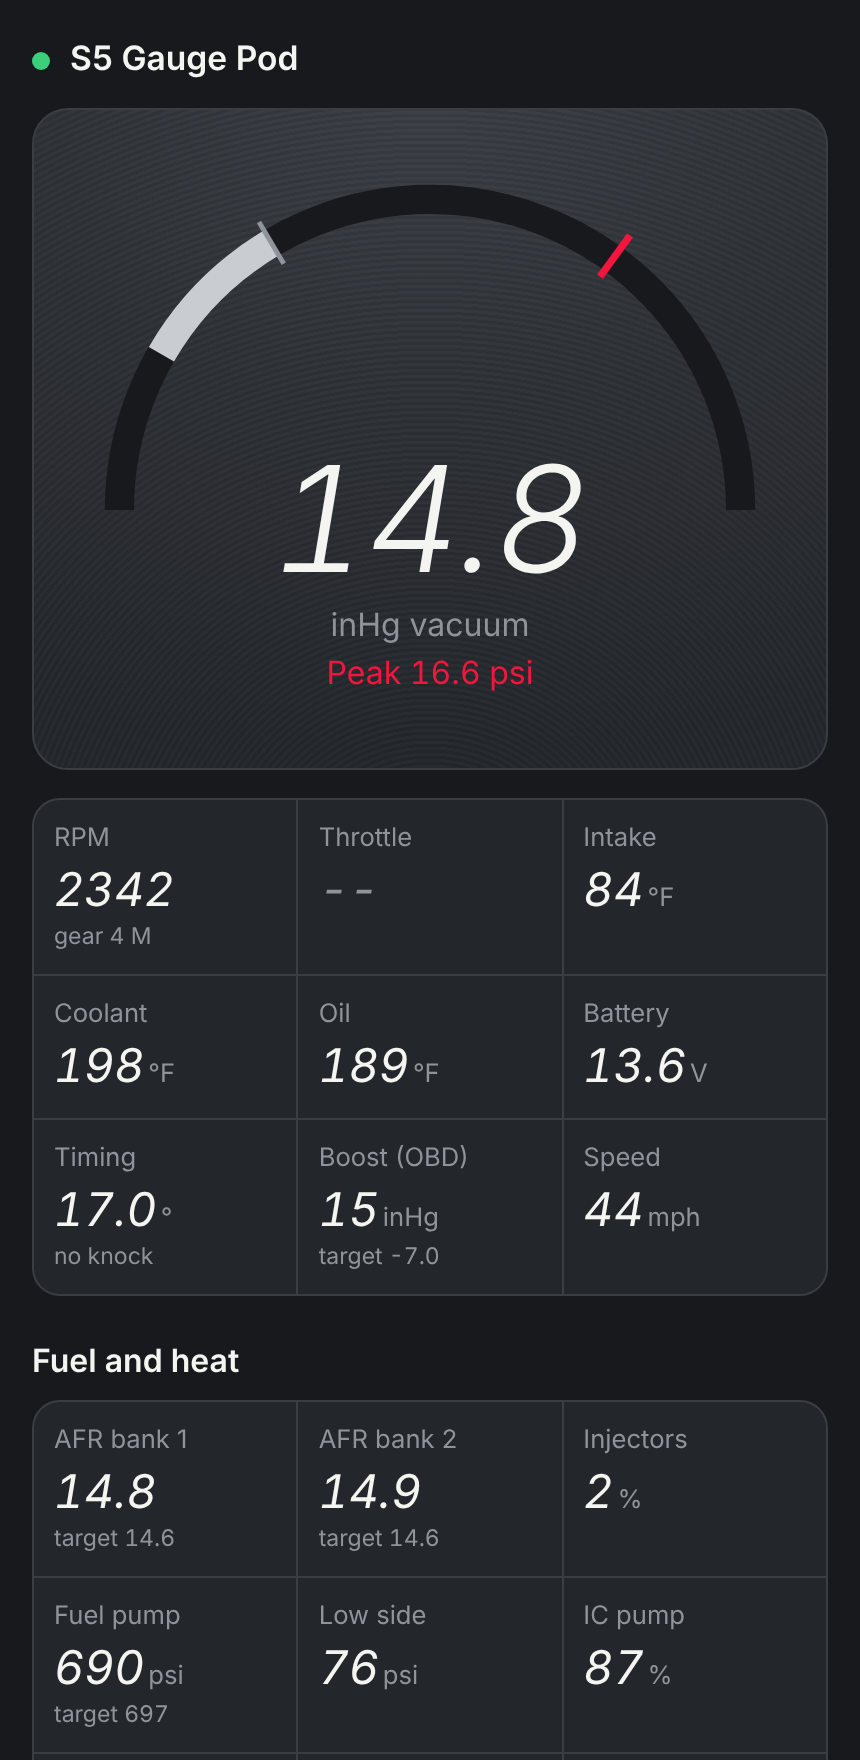 S5 Gauge Pod
14.8
inHg vacuum
Peak 16.6 psi
RPM
2342
gear 4 M
Throttle
--
Intake
84 °F
Coolant
198 °F
Oil
189 °F
Battery
13.6 V
Timing
17.0 °
no knock
Boost (OBD)
15 inHg
target -7.0
Speed
44 mph
Fuel and heat
AFR bank 1
14.8
target 14.6
AFR bank 2
14.9
target 14.6
Injectors
2 %
Fuel pump
690 psi
target 697
Low side
76 psi
IC pump
87 %